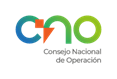 cno
Consejo Nacional
de Operación